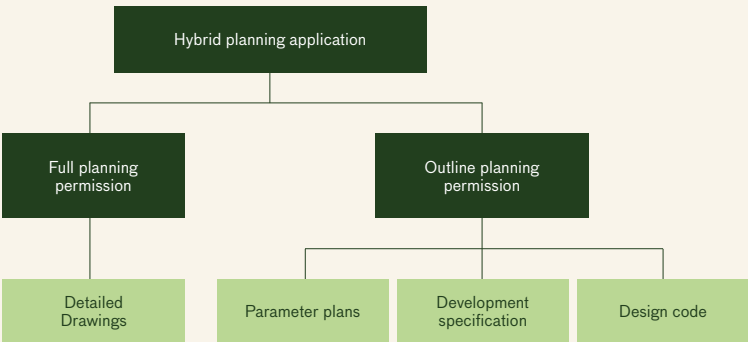 Hybrid planning application
Full planning
permission
Outline planning
permission
Detailed
Drawings
Parameter plans
Development
specification
Design code